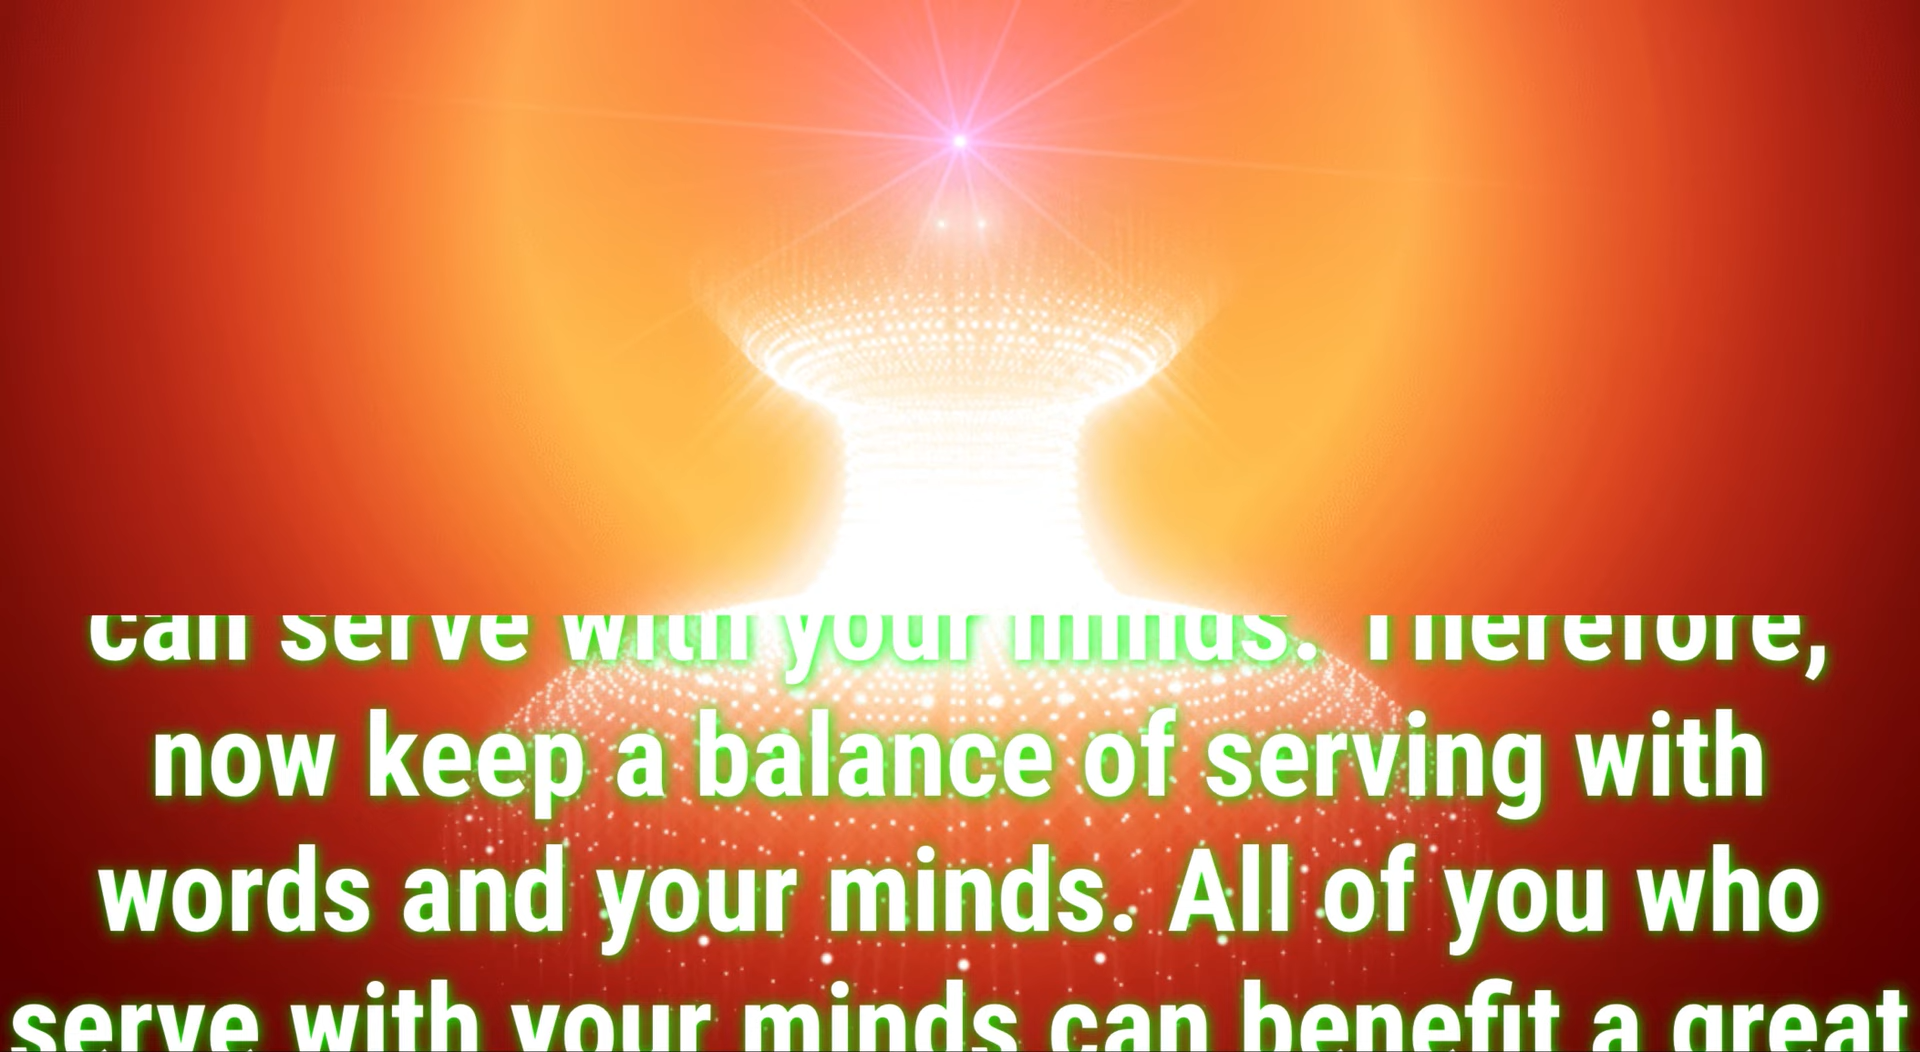 can serve with your minds. Therefore,
now keep a balance of serving with
words and your minds. All of you who
serve with your minds can benefit a great